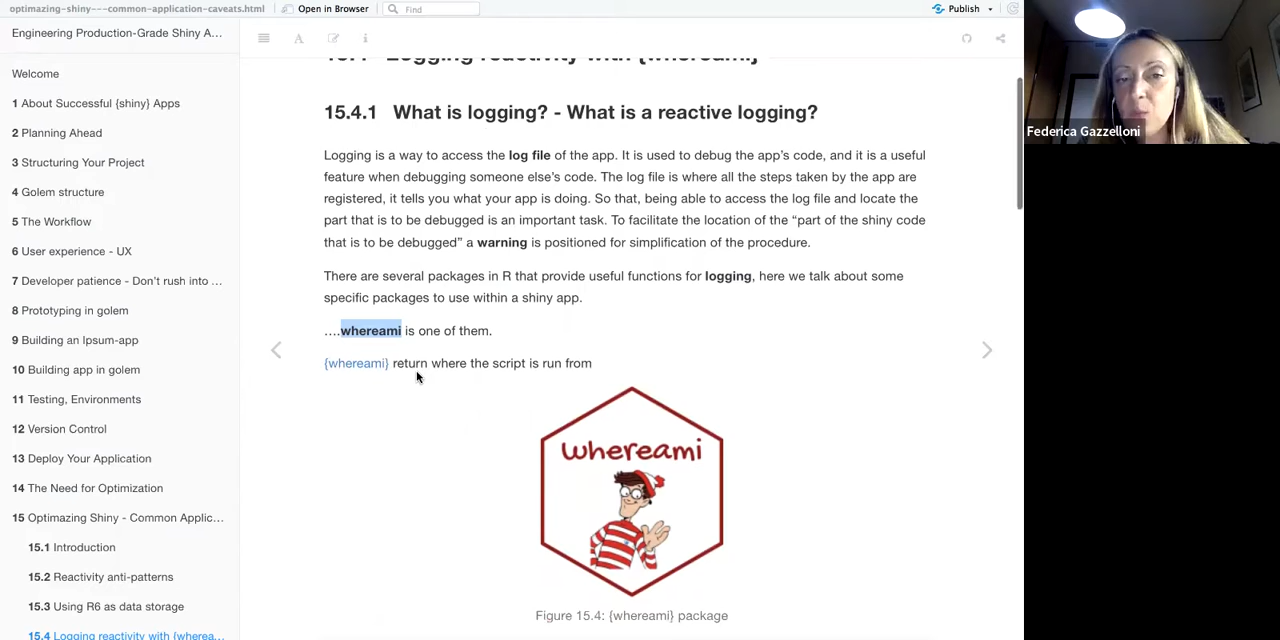 optimazing-shiny---common-application-caveats.html
Open in Browser
Find
Publish
Engineering Production-Grade Shiny A...
Welcome
1 About Successful {shiny} Apps
2 Planning Ahead
3 Structuring Your Project
4 Golem structure
5 The Workflow
6 User experience - UX
7 Developer patience - Don't rush into ...
8 Prototyping in golem
9 Building an Ipsum-app
10 Building app in golem
11 Testing, Environments
12 Version Control
13 Deploy Your Application
14 The Need for Optimization
15 Optimazing Shiny - Common Applic...
15.1 Introduction
15.2 Reactivity anti-patterns
15.3 Using R6 as data storage
15.4 Logging reactivity with {wherea...
15.4 Logging reactivity with {whereami}
15.4.1 What is logging? - What is a reactive logging?
Logging is a way to access the log file of the app. It is used to debug the app's code, and it is a useful
feature when debugging someone else's code. The log file is where all the steps taken by the app are
registered, it tells you what your app is doing. So that, being able to access the log file and locate the
part that is to be debugged is an important task. To facilitate the location of the “part of the shiny code
that is to be debugged” a warning is positioned for simplification of the procedure.
There are several packages in R that provide useful functions for logging, here we talk about some
specific packages to use within a shiny app.
….whereami is one of them.
{whereami} return where the script is run from
whereami
Figure 15.4: {whereami} package
Federica Gazzelloni